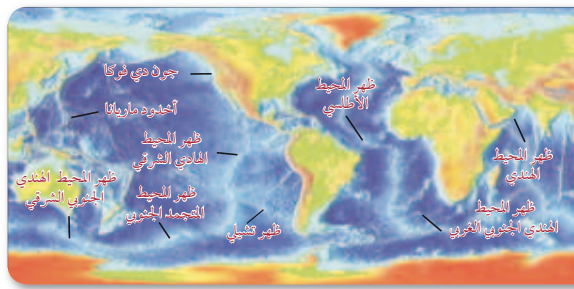 جون دي فوكا
أخدود ماريانا
ظهر المحيط
الأطلسي
ظهر المحيط
الهادي الشرقي
ظهر المحيط
الهندي
ظهر المحيط الهندي
الجنوبي الشرقي
ظهر المحيط
المتجمد الجنوبي
ظهر تشيلي
ظهر المحيط
الهندي الجنوبي الغربي